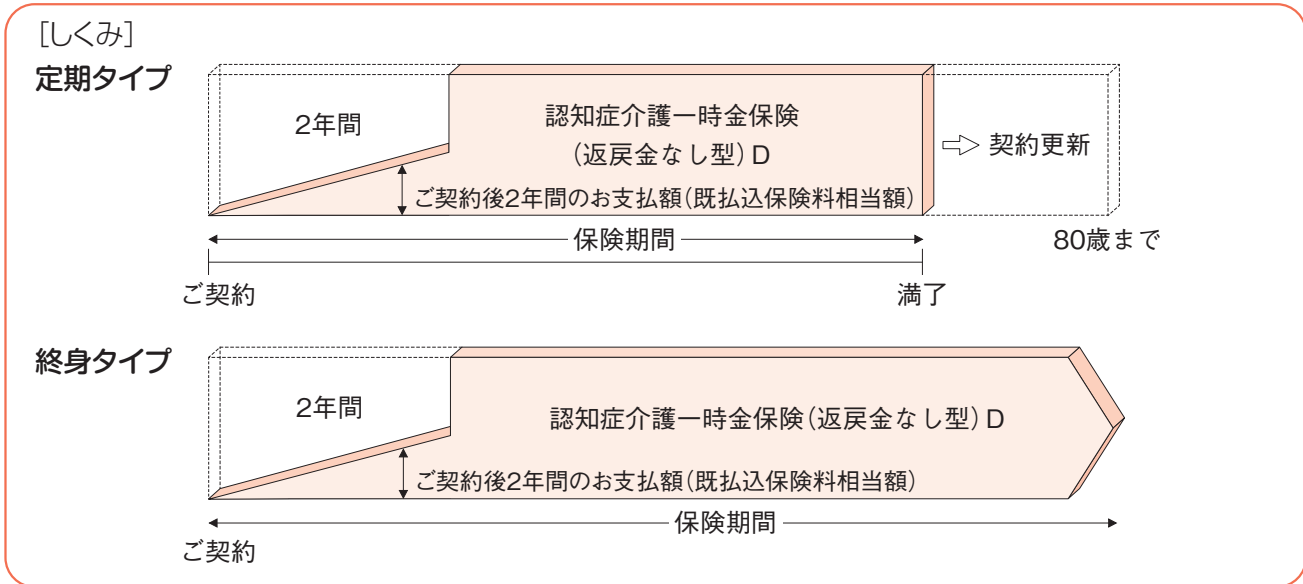 [しくみ]
定期タイプ
2年間
認知症介護一時金保険
(返戻金なし型)D
⇨ 契約更新
ご契約後2年間のお支払額(既払込保険料相当額)
保険期間
80歳まで
ご契約
満了
終身タイプ
2年間
認知症介護一時金保険(返戻金なし型)D
ご契約後2年間のお支払額(既払込保険料相当額)
保険期間
ご契約